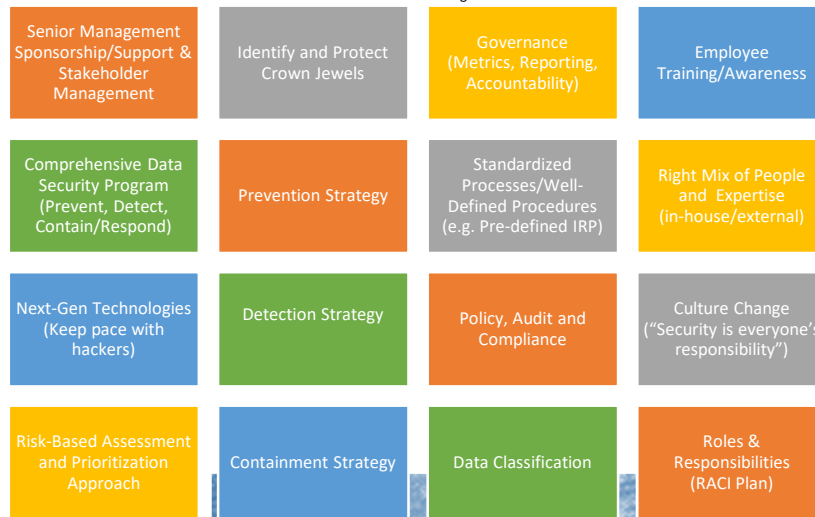 Senior Management
Sponsorship/Support &
Stakeholder
Management
Identify and Protect
Crown Jewels
Governance
(Metrics, Reporting,
Accountability)
Employee
Training/Awareness
Comprehensive Data
Security Program
(Prevent, Detect,
Contain/Respond)
Prevention Strategy
Standardized
Processes/Well-
Defined Procedures
(e.g. Pre-defined IRP)
Right Mix of People
and Expertise
(in-house/external)
Next-Gen Technologies
(Keep pace with
hackers)
Detection Strategy
Policy, Audit and
Compliance
Culture Change
(“Security is everyone’s
responsibility”)
Risk-Based Assessment
and Prioritization
Approach
Containment Strategy
Data Classification
Roles &
Responsibilities
(RACI Plan)